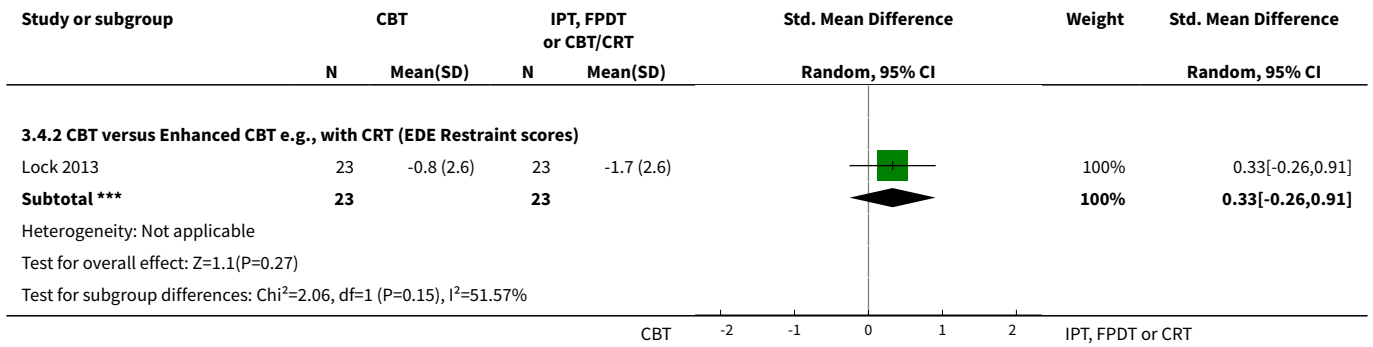 Study or subgroup CBT IPT, FPDT or CBT/CRT Std. Mean Difference Weight Std. Mean Difference
N Mean(SD) N Mean(SD) Random, 95% CI Random, 95% CI
3.4.2 CBT versus Enhanced CBT e.g., with CRT (EDE Restraint scores)
Lock 2013 23 -0.8 (2.6) 23 -1.7 (2.6) 100% 0.33[-0.26,0.91]
Subtotal *** 23 23 100% 0.33[-0.26,0.91]
Heterogeneity: Not applicable
Test for overall effect: Z=1.1(P=0.27)
Test for subgroup differences: Chi²=2.06, df=1 (P=0.15), I²=51.57%
CBT -2 -1 0 1 2 IPT, FPDT or CRT